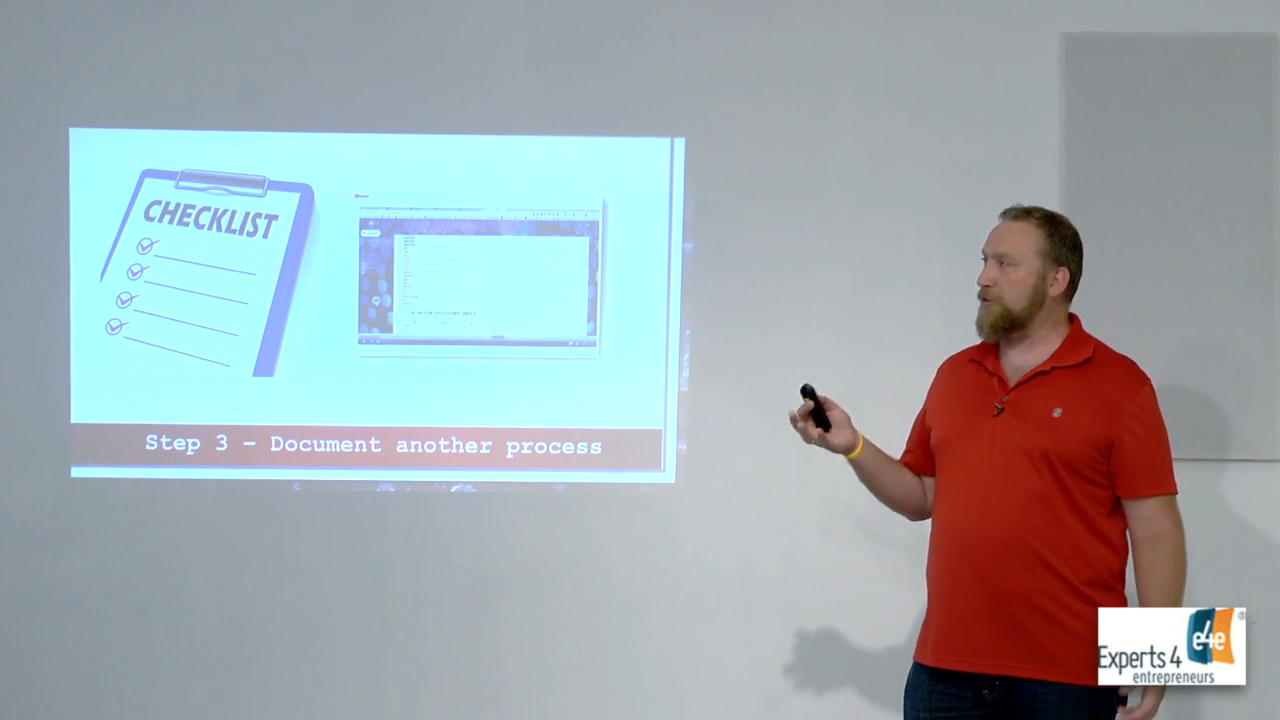 CHECKLIST
Step 3 - Document another process
e4e
®
Experts 4
entrepreneurs